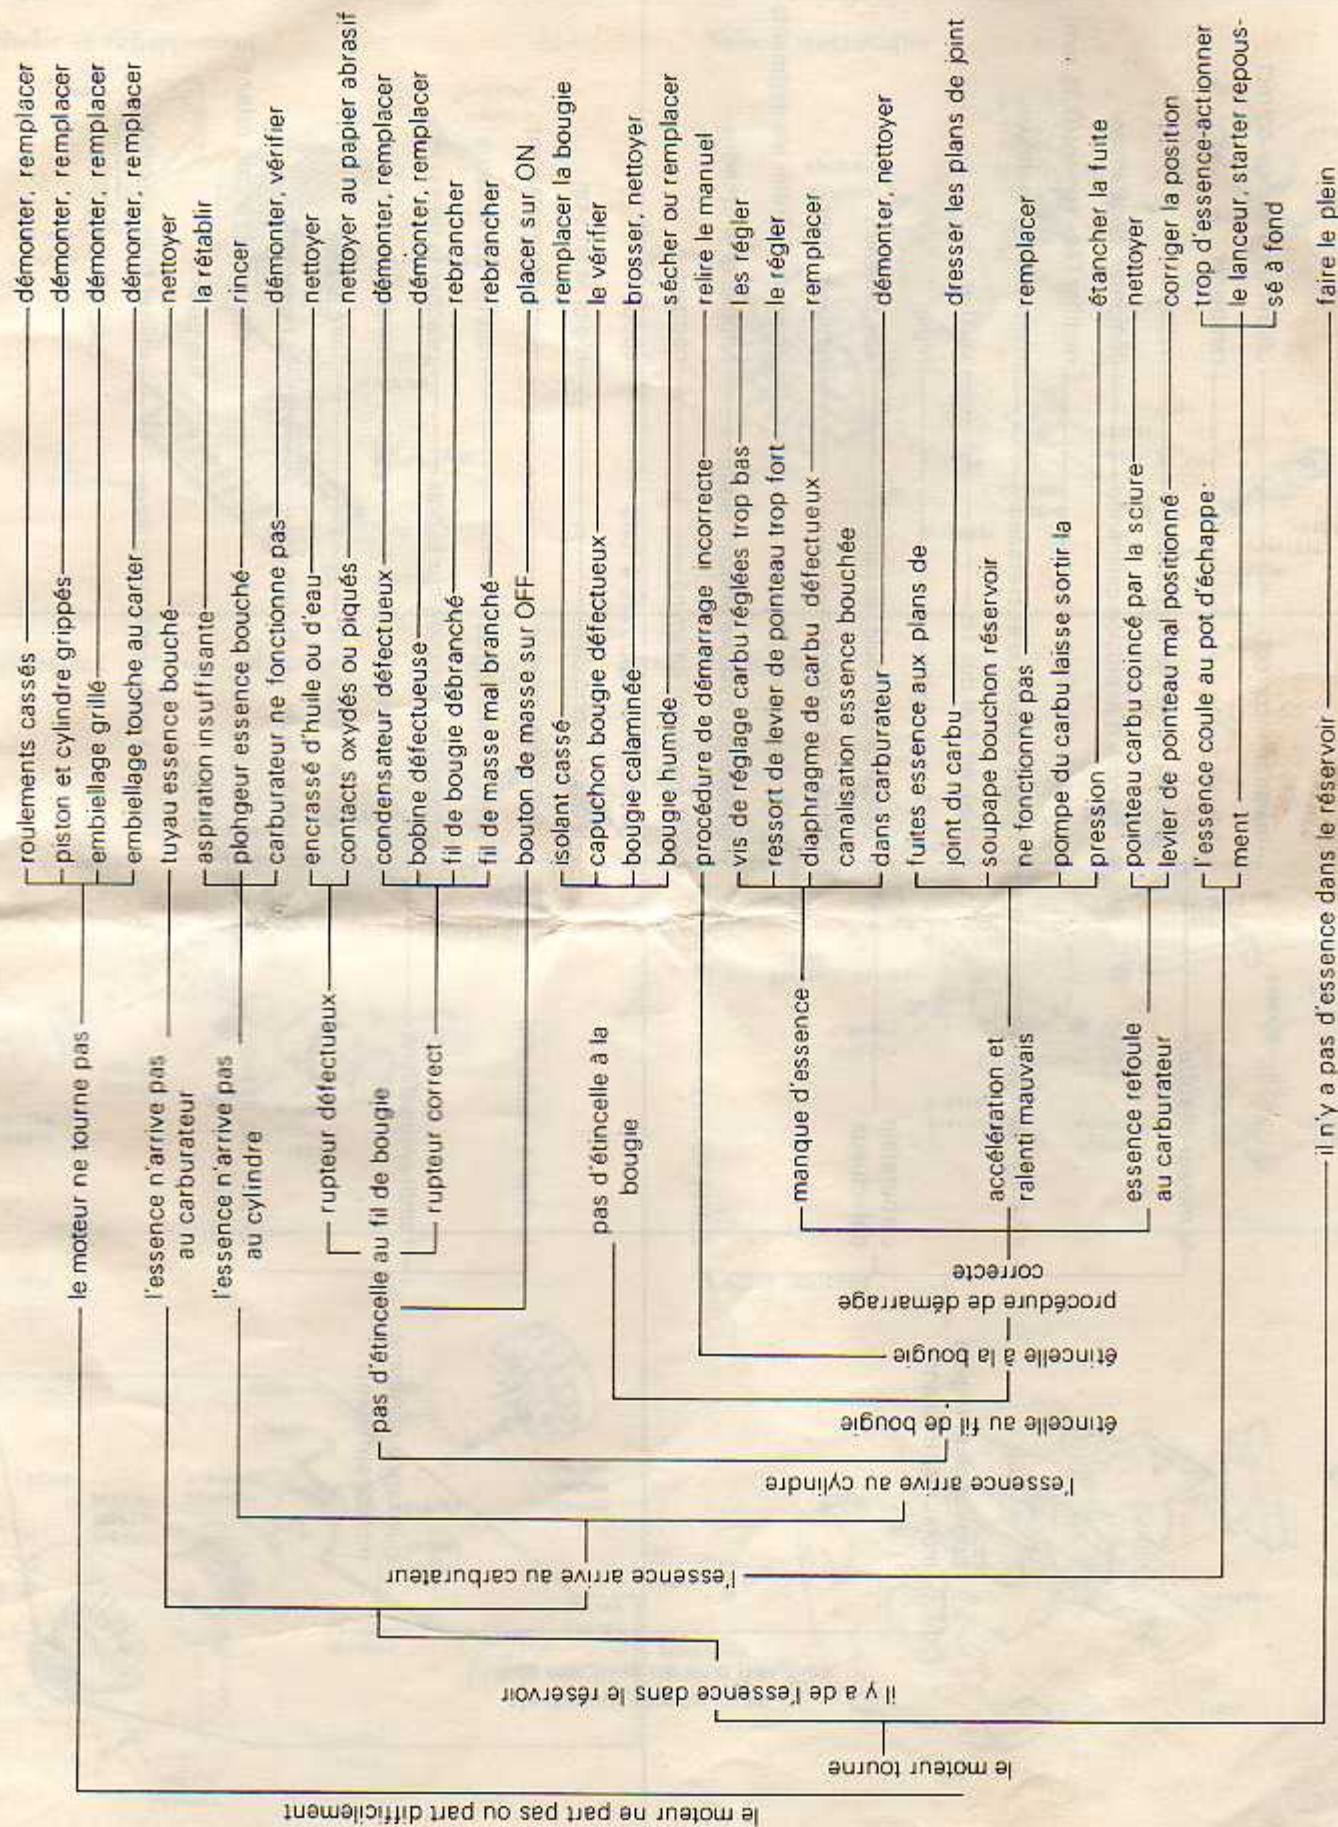 le moteur ne part pas ou part difficilement
le moteur ne tourne pas
roulements cassés
démonter, remplacer
piston et cylindre grippés
démonter, remplacer
embiellage grillé
démonter, remplacer
embiellage touche au carter
démonter, remplacer
le moteur tourne
il y a de l'essence dans le réservoir
l'essence n'arrive pas
au carburateur
tuyau essence bouché
nettoyer
l'essence arrive au carburateur
l'essence n'arrive pas
au cylindre
aspiration insuffisante
la rétablir
plohgeur essence bouché
rincer
carburateur ne fonctionne pas
démonter, vérifier
l'essence arrive au cylindre
pas d'étincelle au fil de bougie
rupteur défectueux
encrassé d'huile ou d'eau
nettoyer
contacts oxydés ou piqués
nettoyer au papier abrasif
rupteur correct
condensateur défectueux
démonter, remplacer
bobine défectueuse
démonter, remplacer
fil de bougie débranché
rebrancher
fil de masse mal branché
rebrancher
bouton de masse sur OFF
placer sur ON
étincelle au fil de bougie
pas d'étincelle à la
bougie
isolant cassé
remplacer la bougie
capuchon bougie défectueux
le vérifier
bougie calaminée
brosser, nettoyer
bougie humide
sécher ou remplacer
étincelle à la bougie
procédure de démarrage incorrecte
relire le manuel
procédure de démarrage
correcte
manque d'essence
vis de réglage carbu réglées trop bas
les régler
ressort de levier de pointeau trop fort
le régler
diaphragme de carbu défectueux
remplacer
canalisation essence bouchée
dans carburateur
démonter, nettoyer
accélération et
ralenti mauvais
fuites essence aux plans de
joint du carbu
dresser les plans de joint
soupape bouchon réservoir
ne fonctionne pas
remplacer
pompe du carbu laisse sortir la
pression
étancher la fuite
essence refoule
au carburateur
pointeau carbu coincé par la sciure
nettoyer
levier de pointeau mal positionné
corriger la position
l'essence coule au pot d'échappe-
ment
trop d'essence-actionner
le lanceur, starter repous-
sé à fond
il n'y a pas d'essence dans le réservoir
faire le plein